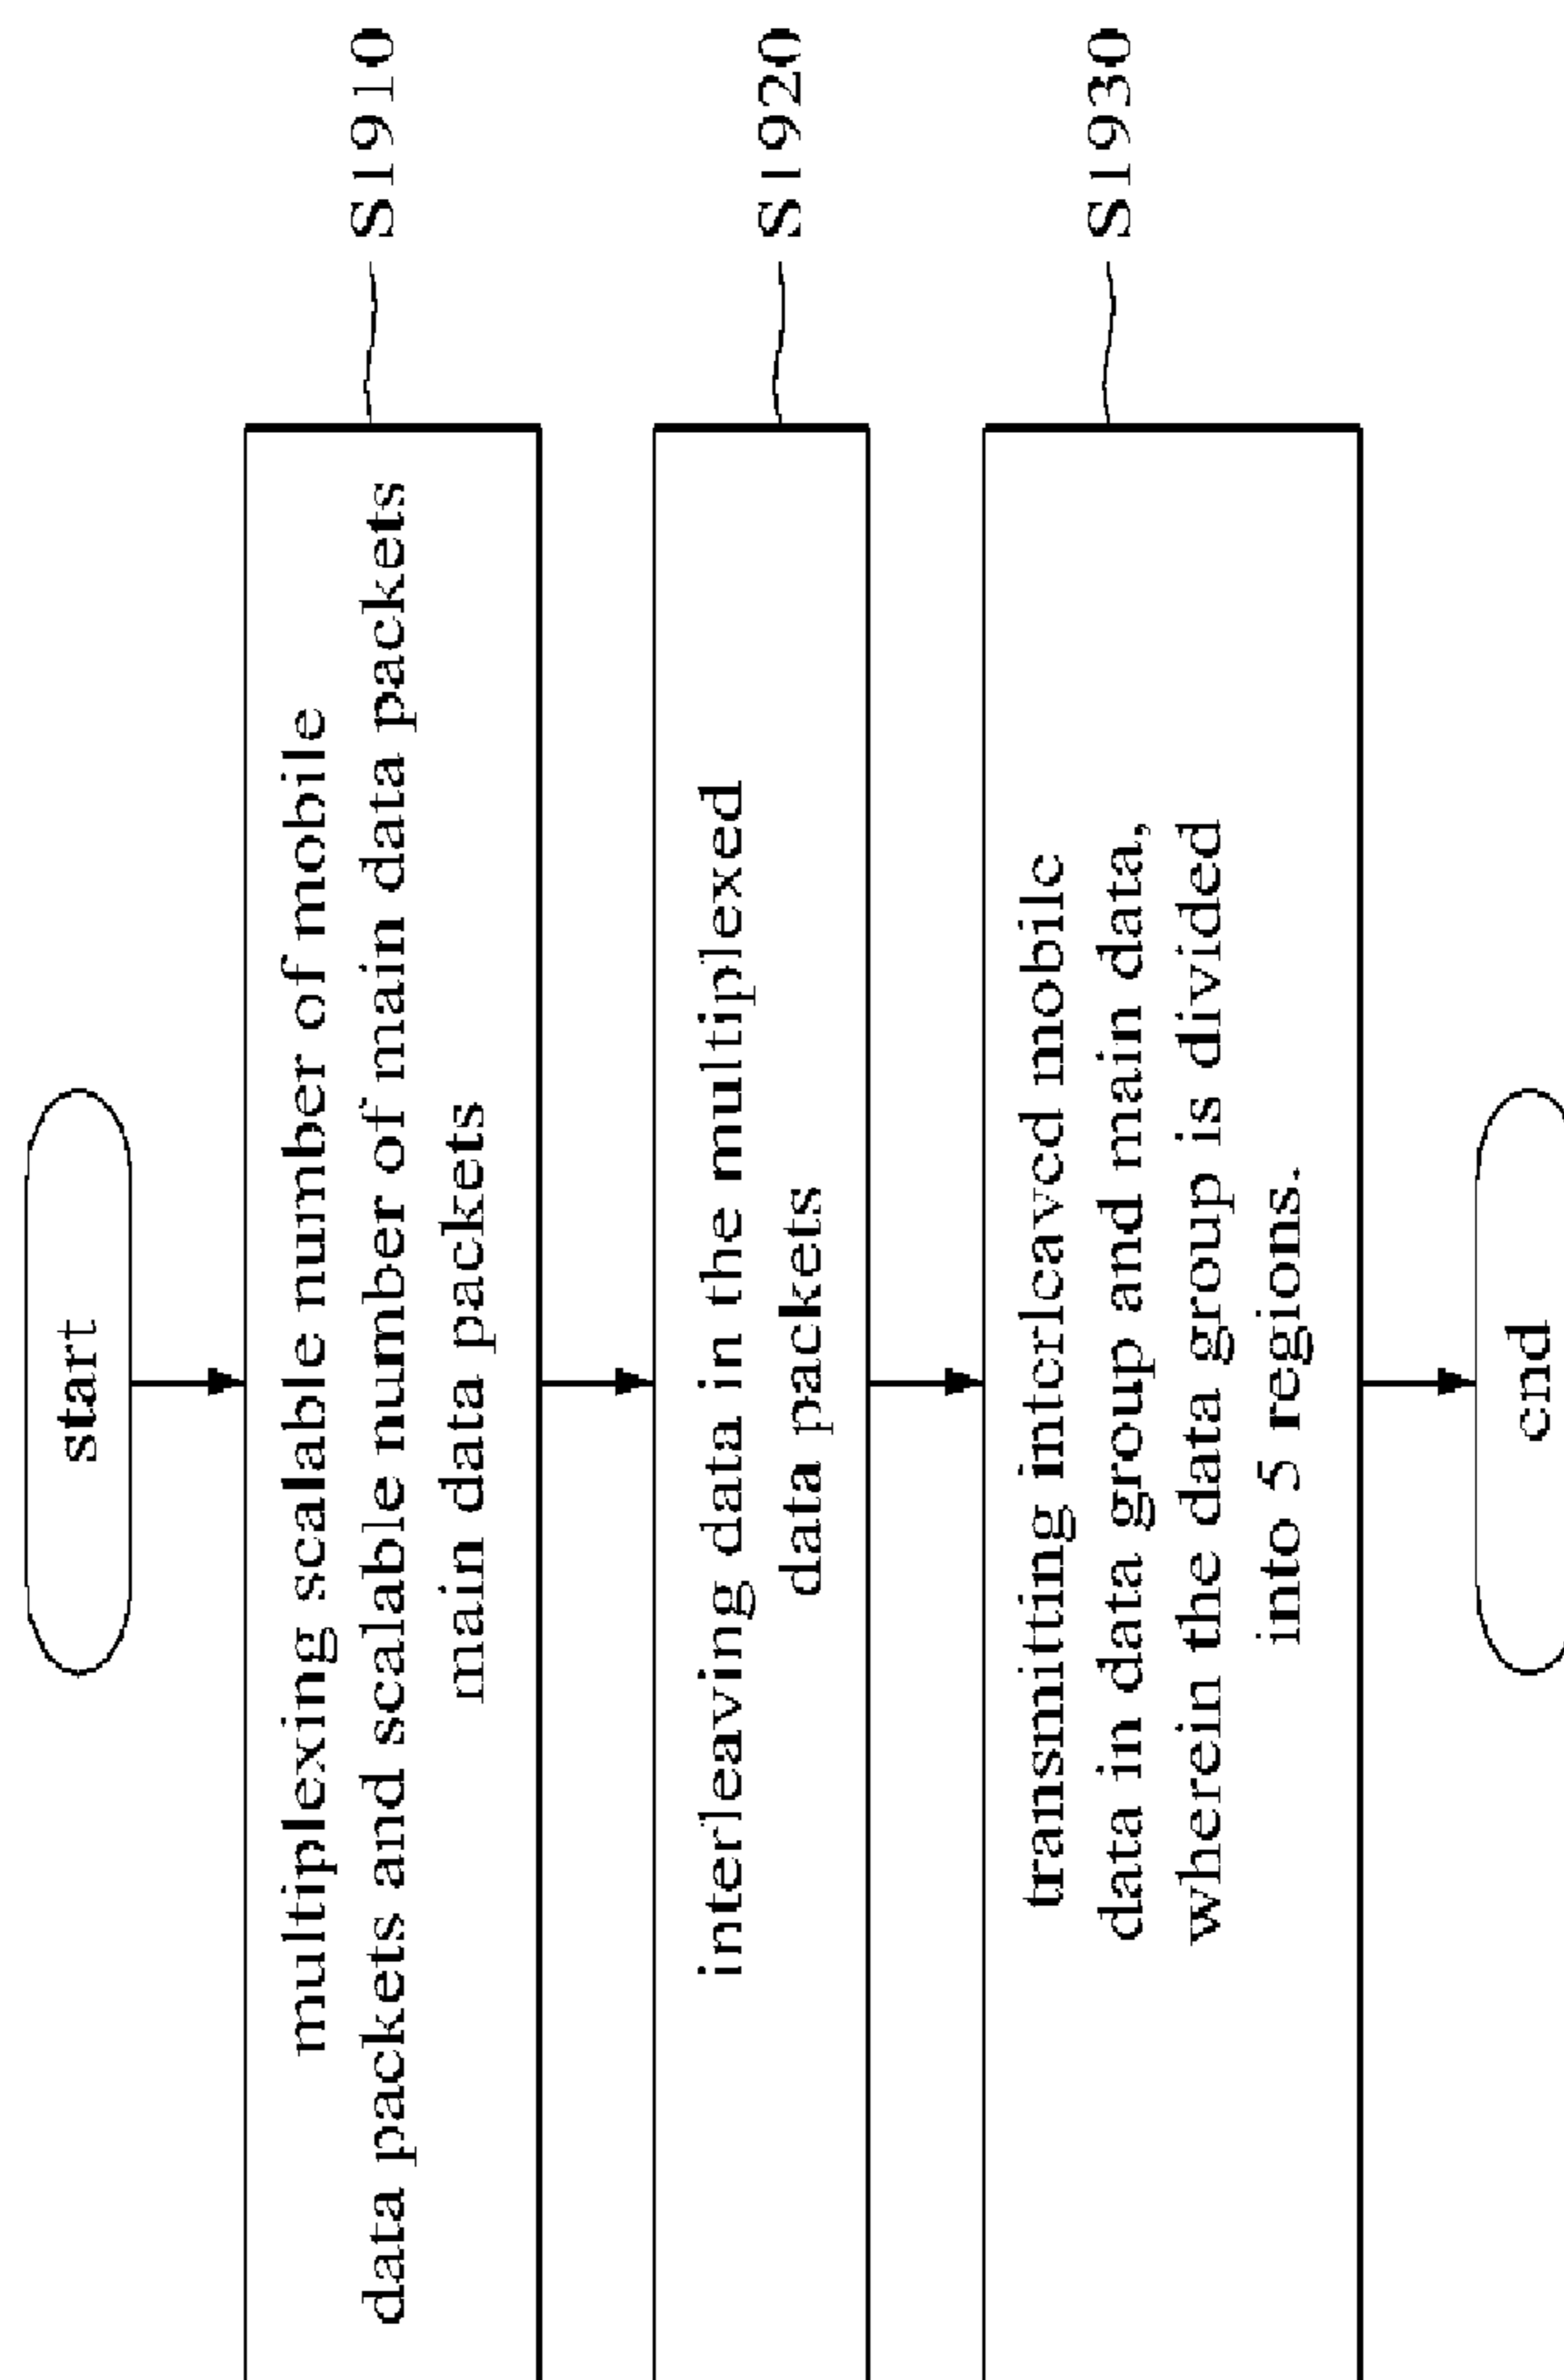 start
multiplexing scalable number of mobile
data packets and scalable number of main data packets
main data packets
S1910
interleaving data in the multiplexed
data packets
S1920
transmitting interleaved mobile
data in data group and main data,
wherein the data group is divided
into 5 regions.
S1930
end